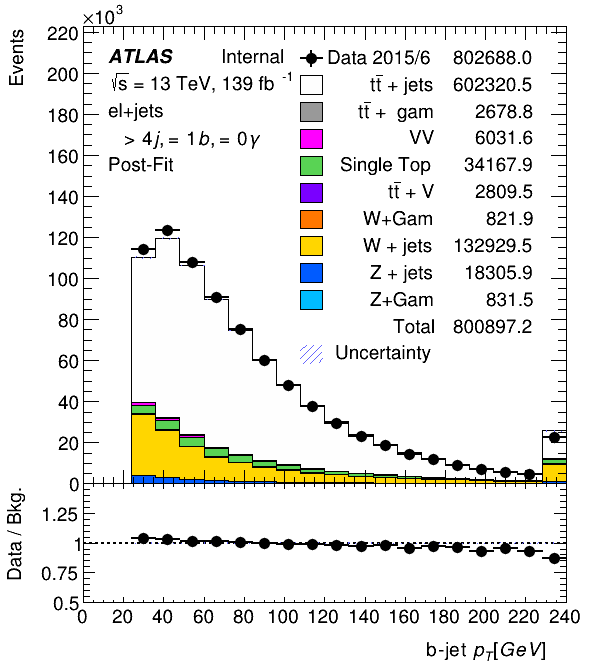 ×10³
Events
220
200
180
160
140
120
100
80
60
40
20
0
ATLAS Internal
√s = 13 TeV, 139 fb⁻¹
el+jets
> 4j, = 1b, = 0γ
Post-Fit
Data 2015/6 802688.0
tt̄ + jets 602320.5
tt̄ + gam 2678.8
VV 6031.6
Single Top 34167.9
tt̄ + V 2809.5
W+Gam 821.9
W + jets 132929.5
Z + jets 18305.9
Z+Gam 831.5
Total 800897.2
Uncertainty
Data / Bkg.
1.25
1
0.75
0.5
0 20 40 60 80 100 120 140 160 180 200 220 240
b-jet p_T[GeV]